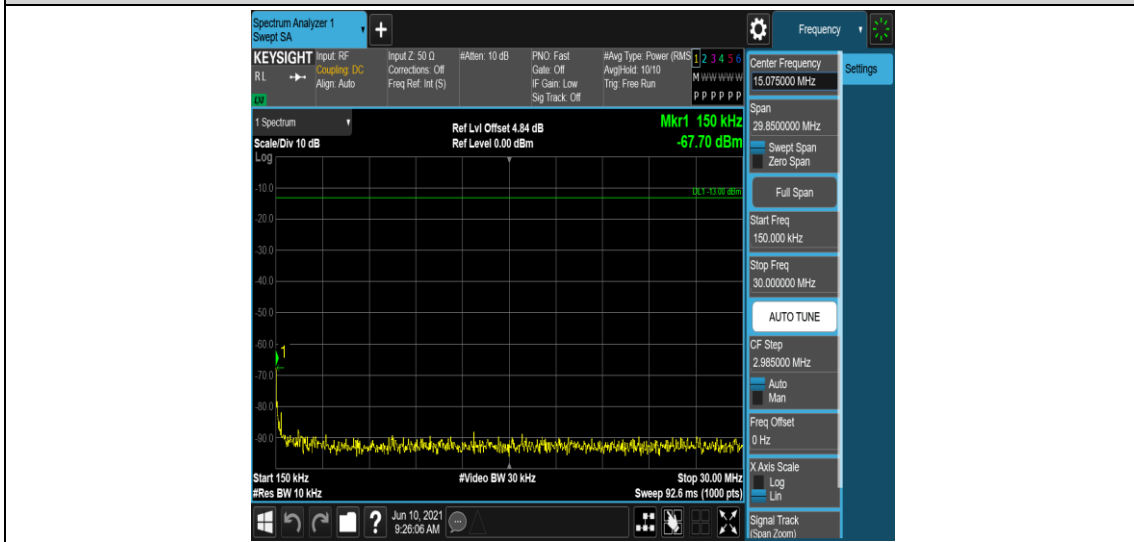 Spectrum Analyzer 1
Swept SA
+
Frequency
KEYSIGHT
RL
Input: RF
Coupling: DC
Align: Auto
Input Z: 50 Ω
Corrections: Off
Freq Ref: Int (S)
#Atten: 10 dB
PNO: Fast
Gate: Off
IF Gain: Low
Sig Track: Off
#Avg Type: Power (RMS
Avg|Hold: 10/10
Trig: Free Run
1 2 3 4 5 6
M W W W W W
P P P P P P
1 Spectrum
Scale/Div 10 dB
Log
Ref Lvl Offset 4.84 dB
Ref Level 0.00 dBm
Mkr1 150 kHz
-67.70 dBm
DL1 -13.00 dBm
-10.0
-20.0
-30.0
-40.0
-50.0
-60.0
1
-70.0
-80.0
-90.0
Start 150 kHz
#Res BW 10 kHz
#Video BW 30 kHz
Stop 30.00 MHz
Sweep 92.6 ms (1000 pts)
Center Frequency
15.075000 MHz
Settings
Span
29.8500000 MHz
Swept Span
Zero Span
Full Span
Start Freq
150.000 kHz
Stop Freq
30.000000 MHz
AUTO TUNE
CF Step
2.985000 MHz
Auto
Man
Freq Offset
0 Hz
X Axis Scale
Log
Lin
Signal Track
(Span Zoom)
?
Jun 10, 2021
9:26:06 AM